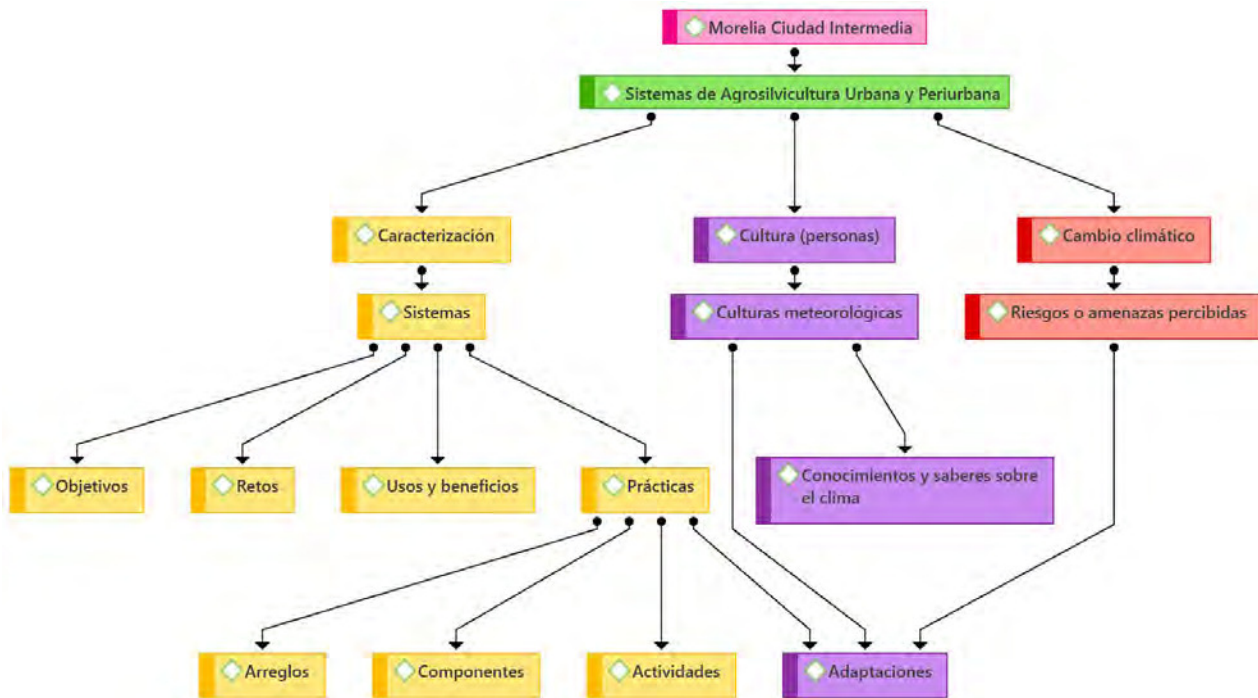 Morelia Ciudad Intermedia
Sistemas de Agrosilvicultura Urbana y Periurbana
Caracterización
Cultura (personas)
Cambio climático
Sistemas
Culturas meteorológicas
Riesgos o amenazas percibidas
Objetivos
Retos
Usos y beneficios
Prácticas
Conocimientos y saberes sobre
el clima
Arreglos
Componentes
Actividades
Adaptaciones